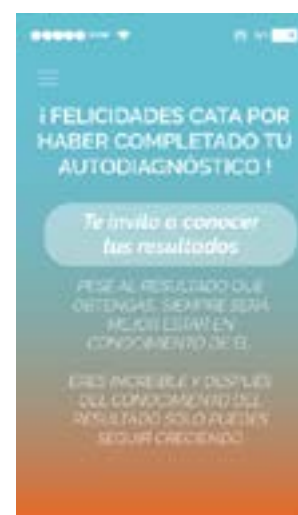 ¡ FELICIDADES CATA POR
HABER COMPLETADO TU
AUTODIAGNÓSTICO !
Te invito a conocer
tus resultados
PESE AL RESULTADO QUE
OBTENGAS, SIEMPRE SERÁ
MEJOR ESTAR EN
CONOCIMIENTO DE ÉL
ERES INCREIBLE Y DESPUÉS
DEL CONOCIMIENTO DEL
RESULTADO SOLO PUEDES
SEGUIR CRECIENDO